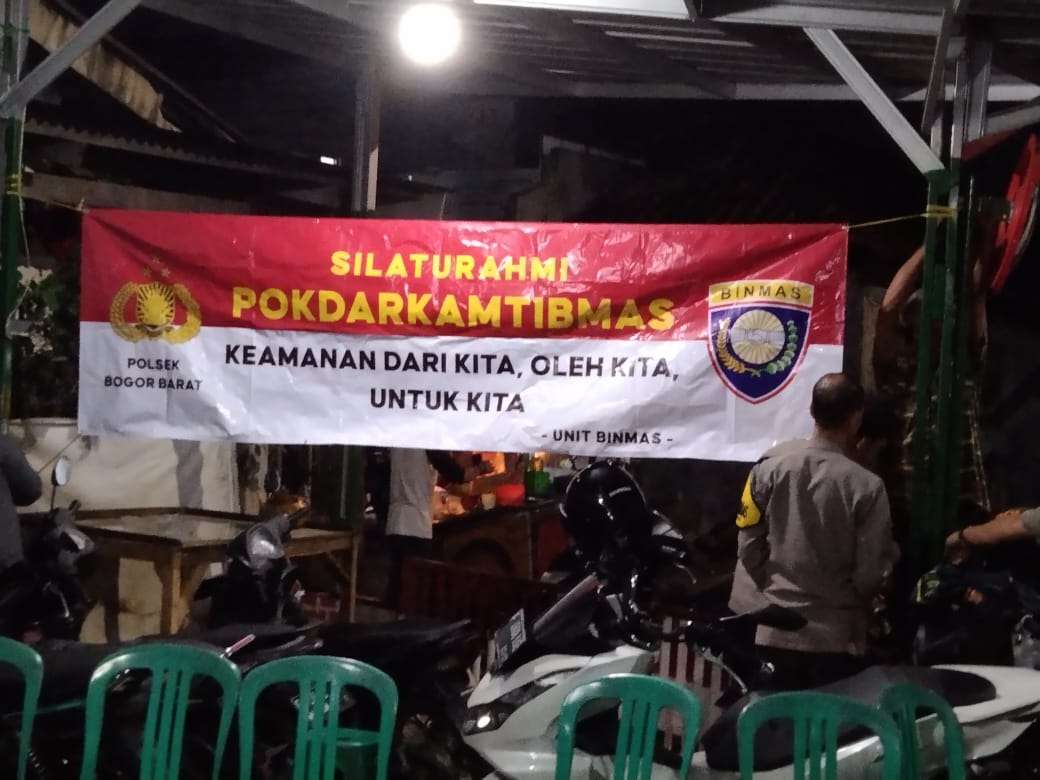 SILATURAHMI
POKDARKAMTIBMAS
KEAMANAN DARI KITA, OLEH KITA,
UNTUK KITA
- UNIT BINMAS -
POLSEK
BOGOR BARAT
BINMAS